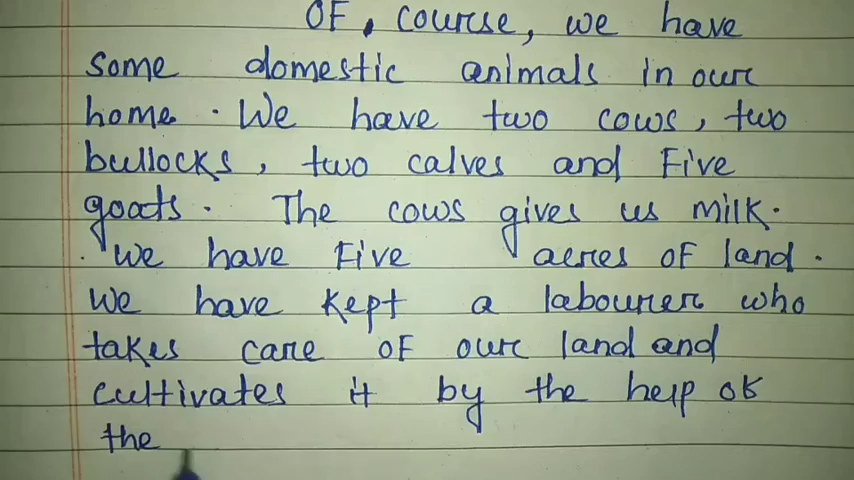 OF, course, we have
some domestic animals in our
home. We have two cows, two
bullocks, two calves and Five
goats. The cows gives us milk.
We have Five acres of land.
We have kept a labourer who
takes care of our land and
cultivates it by the help of
the